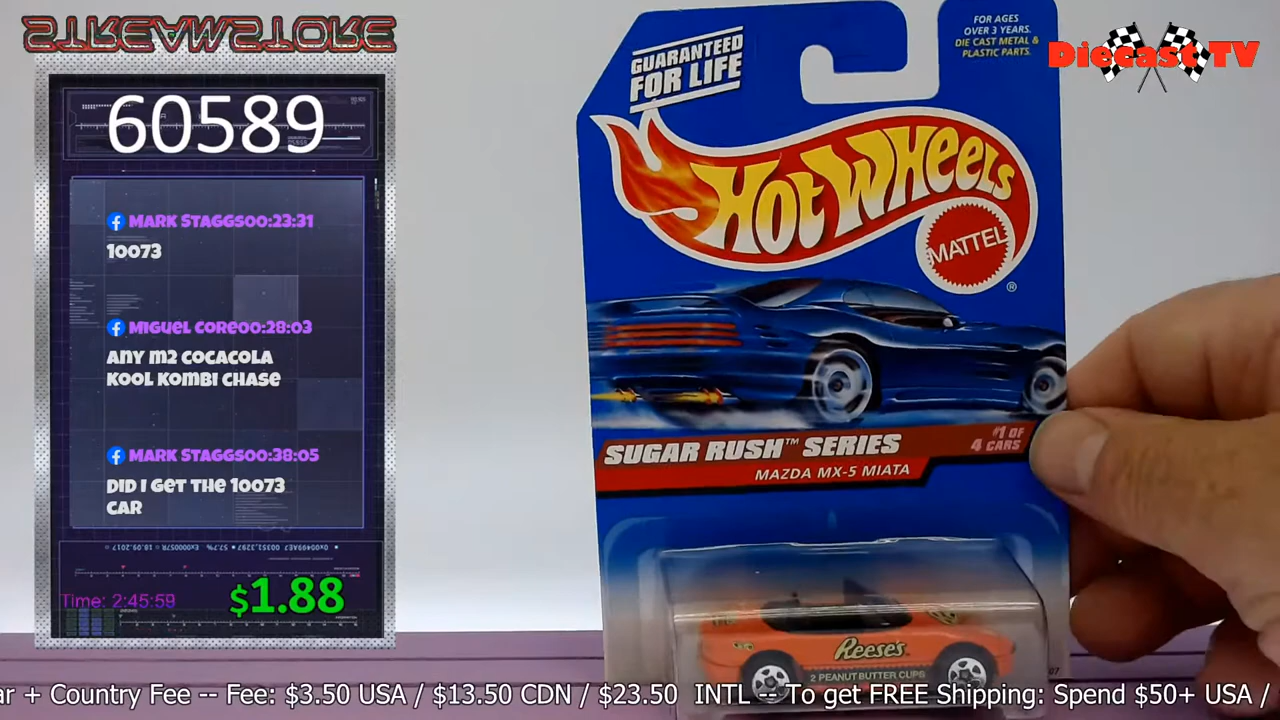 STREAMSTORE
60589
MARK STAGGS00:23:31
10073
MIGUEL CORE00:28:03
ANY M2 COCACOLA
KOOL KOMBI CHASE
MARK STAGGS00:38:05
DID I GET THE 10073
CAR
Time: 2:45:59
$1.88
GUARANTEED
FOR LIFE
FOR AGES
OVER 3 YEARS.
DIE CAST METAL &
PLASTIC PARTS.
Diecast TV
HOT WHEELS
MATTEL
®
SUGAR RUSH™ SERIES
#1 OF
4 CARS
MAZDA MX-5 MIATA
Reese's
2 PEANUT BUTTER CUPS
ar + Country Fee -- Fee: $3.50 USA / $13.50 CDN / $23.50 INTL -- To get FREE Shipping: Spend $50+ USA /